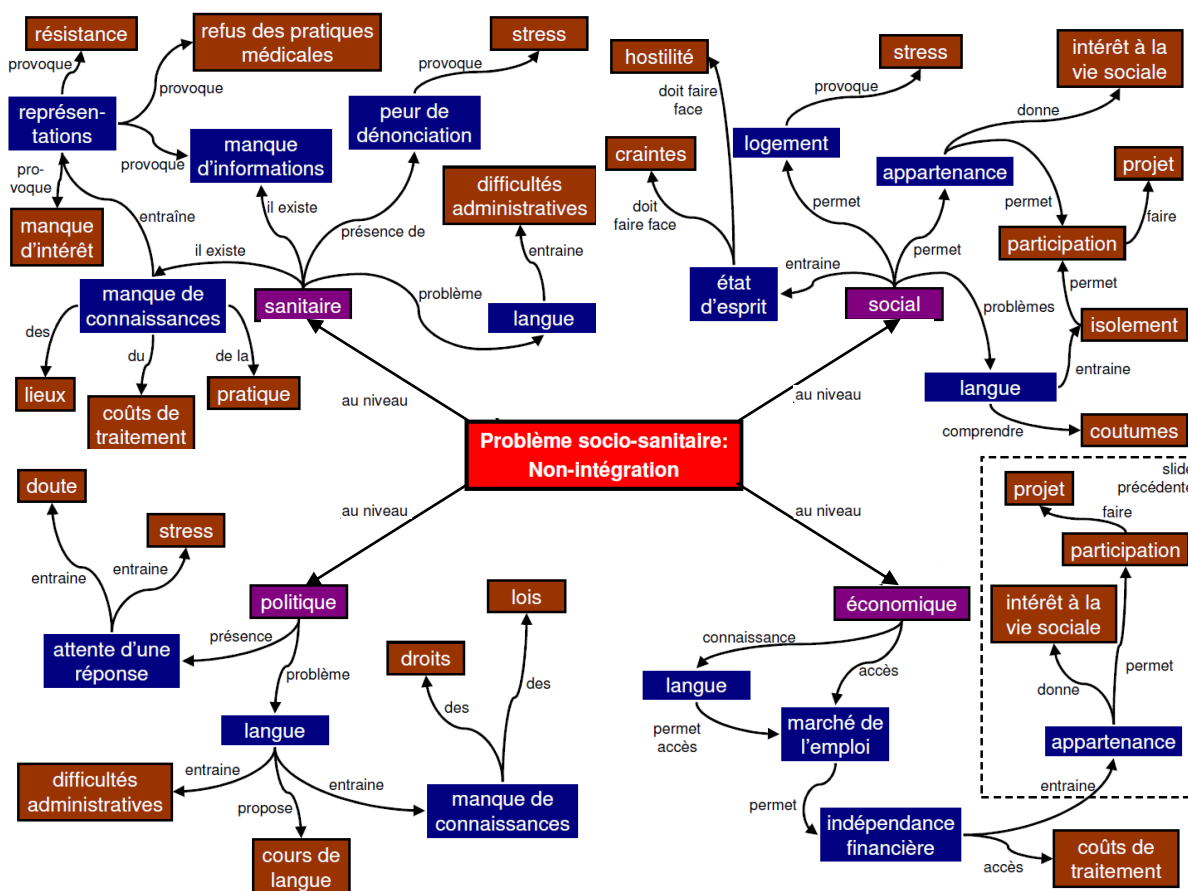 résistance
refus des pratiques
médicales
stress
provoque
provoque
provoque
représen-
tations
manque
d'informations
peur de
dénonciation
provoque
pro-
voque
difficultés
administratives
manque
d'intérêt
entraîne
il existe
présence de
il existe
entraine
manque de
connaissances
sanitaire
problème
langue
des
du
de la
lieux
coûts de
traitement
pratique
au niveau
hostilité
stress
intérêt à la
vie sociale
doit faire
face
provoque
donne
logement
craintes
appartenance
projet
doit
faire face
permet
permet
faire
participation
entraine
permet
permet
état
d'esprit
social
problèmes
isolement
langue
entraine
au niveau
comprendre
coutumes
Problème socio-sanitaire:
Non-intégration
doute
au niveau
stress
entraine
entraine
politique
lois
attente d'une
réponse
présence
droits
problème
des
des
langue
difficultés
administratives
entraine
entraine
manque de
connaissances
propose
cours de
langue
au niveau
slide
précédente
projet
faire
participation
économique
intérêt à la
vie sociale
connaissance
accès
langue
permet
donne
permet
accès
marché de
l'emploi
appartenance
permet
entraine
indépendance
financière
accès
coûts de
traitement